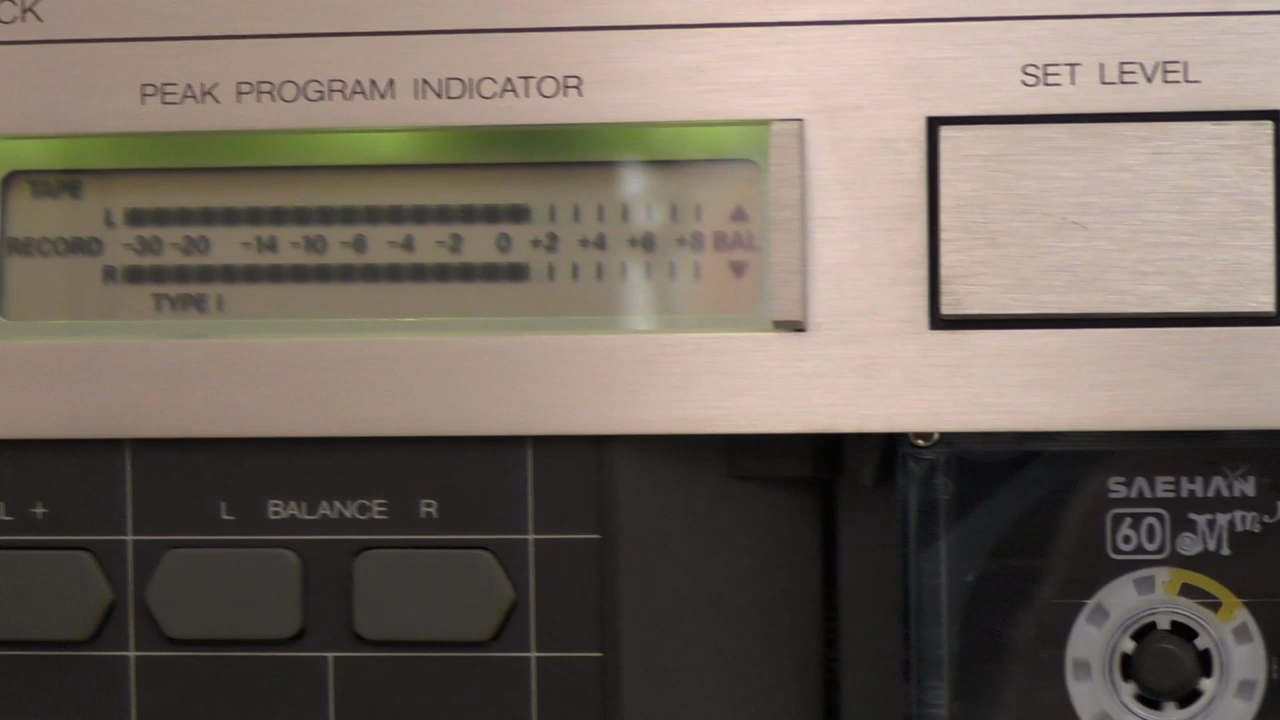 CK
PEAK PROGRAM INDICATOR
SET LEVEL
TAPE
L
RECORD -30 -20 -14 -10 -6 -4 -2 0 +2 +4 +6 +8 BAL
R
TYPE I
L +
L BALANCE R
SAEHAN
60